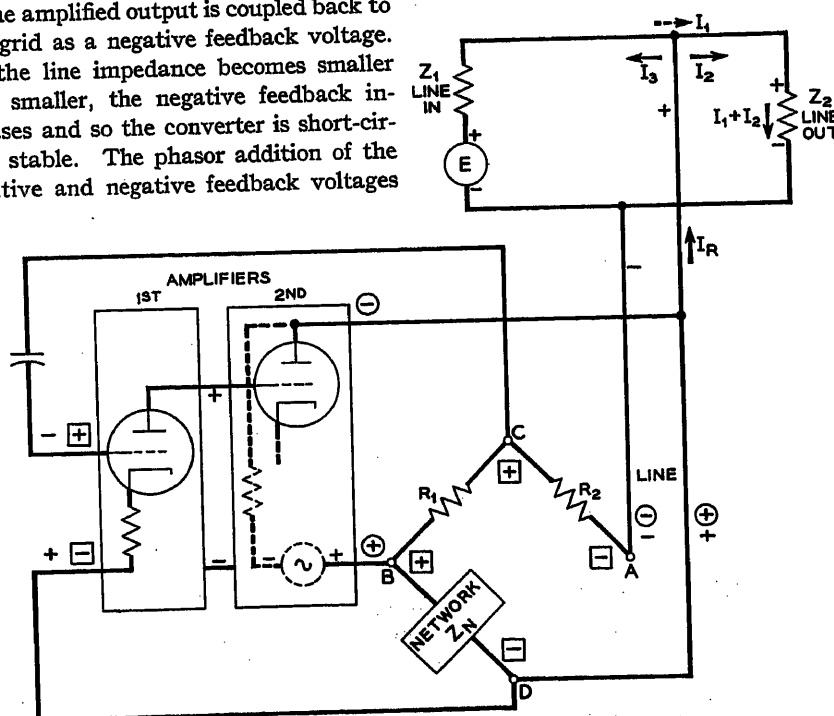 ne amplified output is coupled back to
grid as a negative feedback voltage.
the line impedance becomes smaller
smaller, the negative feedback in-
ses and so the converter is short-cir-
stable. The phasor addition of the
tive and negative feedback voltages
I₁
I₃ I₂
Z₁
LINE
IN
+
E
-
+
+
Z₂
LINE
OUT
I₁+I₂
-
I_R
-
AMPLIFIERS
1ST 2ND
-
+
- +
C
+
R₁ R₂
LINE
-
-
+
+
+ -
-
- ~ + +
B
+
-
A
NETWORK
Z_N
-
D